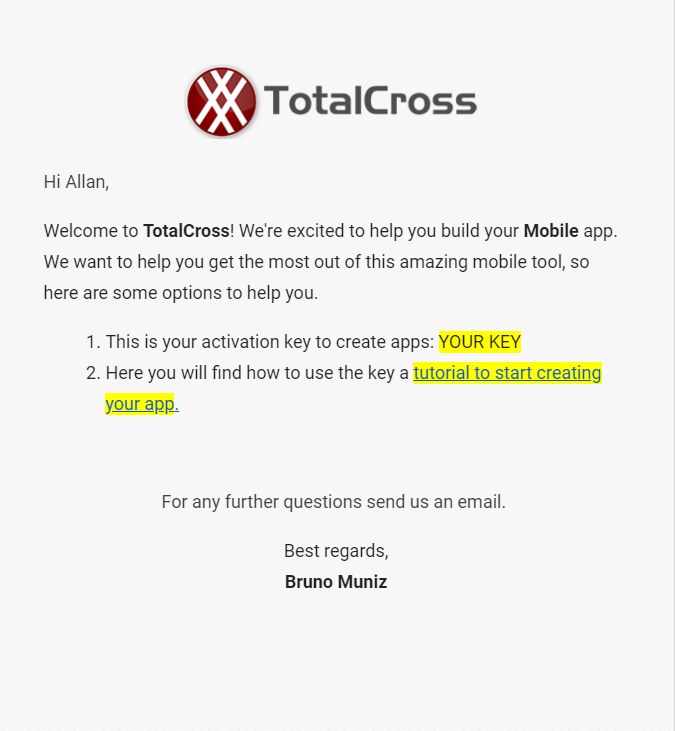 TotalCross
Hi Allan,
Welcome to TotalCross! We're excited to help you build your Mobile app.
We want to help you get the most out of this amazing mobile tool, so
here are some options to help you.
1. This is your activation key to create apps: YOUR KEY
2. Here you will find how to use the key a tutorial to start creating
your app.
For any further questions send us an email.
Best regards,
Bruno Muniz